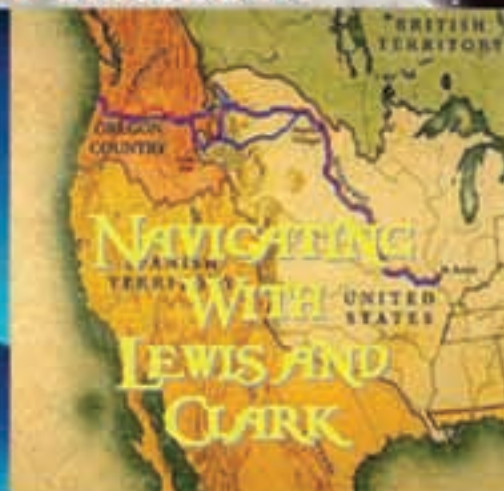 BRITISH
TERRITORY
OREGON
COUNTRY
NAVIGATING
SPANISH
TERRITORY
WITH
UNITED
STATES
LEWIS AND
CLARK